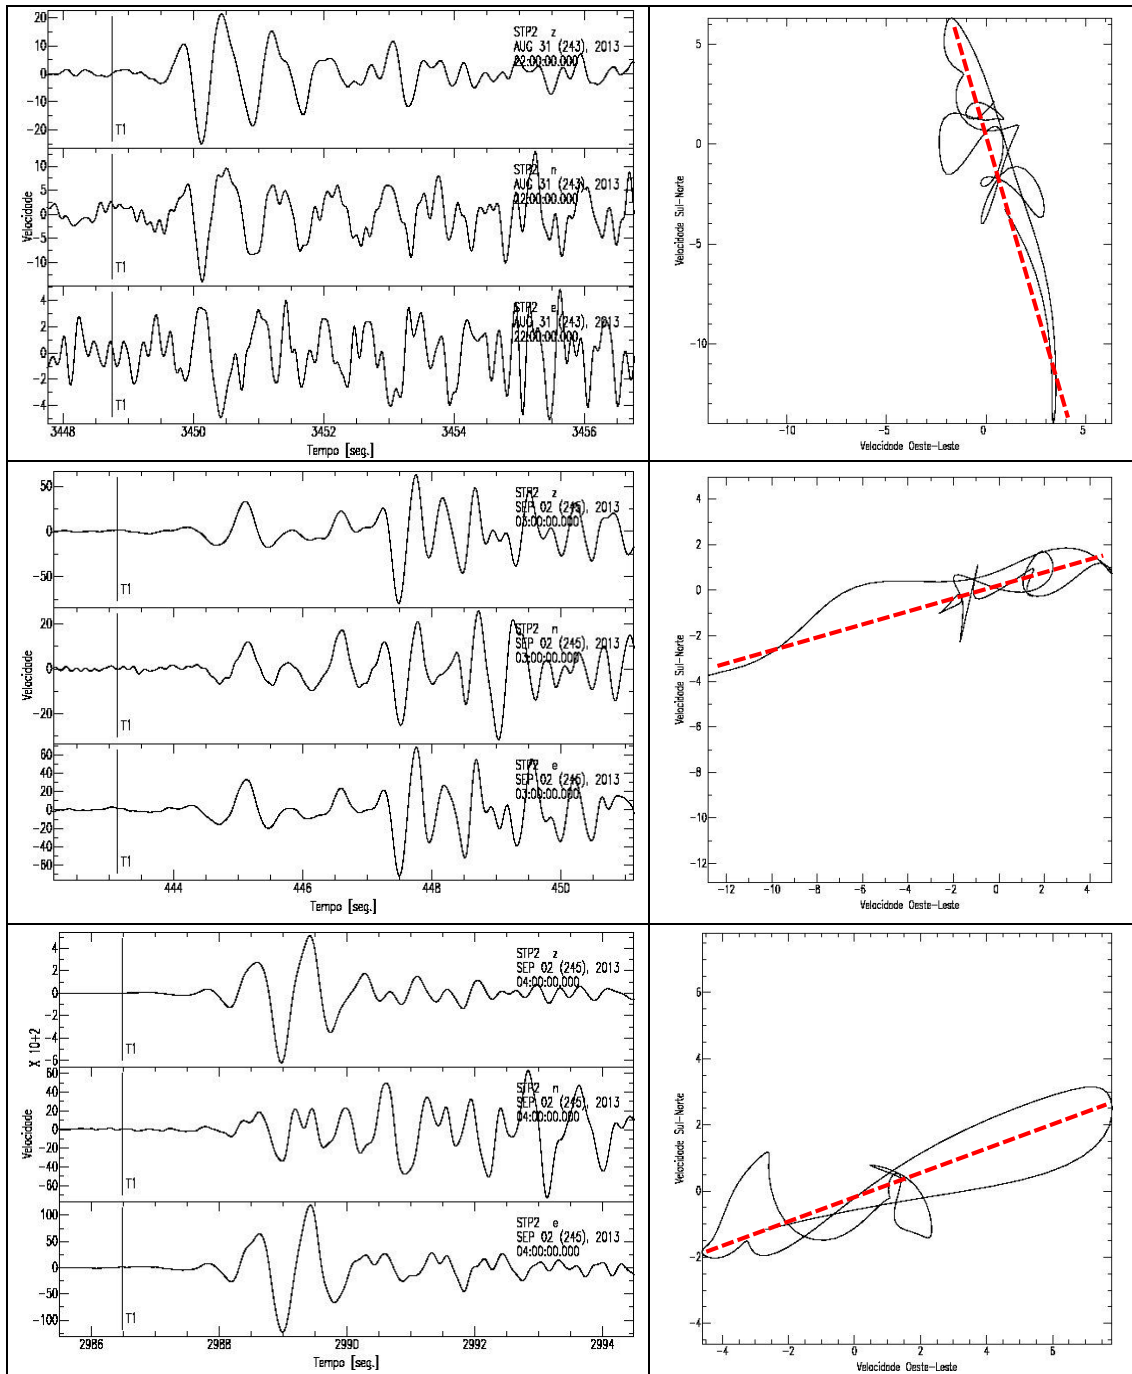 20
10
0
-10
-20
T1
STP2 z
AUG 31 (243), 2013
22:00:00.000
10
5
0
-5
-10
Velocidade
T1
STP2 n
AUG 31 (243), 2013
22:00:00.000
4
2
0
-2
-4
T1
STP2 e
AUG 31 (243), 2013
22:00:00.000
3448 3450 3452 3454 3456
Tempo [seg.]
5
0
-5
-10
Velocidade Sul-Norte
-10 -5 0 5
Velocidade Oeste-Leste
50
0
-50
T1
STP2 z
SEP 02 (245), 2013
03:00:00.000
20
0
-20
Velocidade
T1
STP2 n
SEP 02 (245), 2013
03:00:00.000
60
40
20
0
-20
-40
-60
T1
STP2 e
SEP 02 (245), 2013
03:00:00.000
444 446 448 450
Tempo [seg.]
4
2
0
-2
-4
-6
-8
-10
-12
Velocidade Sul-Norte
-12 -10 -8 -6 -4 -2 0 2 4
Velocidade Oeste-Leste
4
2
0
-2
-4
-6
X 10+2
T1
STP2 z
SEP 02 (245), 2013
04:00:00.000
60
40
20
0
-20
-40
-60
Velocidade
T1
STP2 n
SEP 02 (245), 2013
04:00:00.000
100
50
0
-50
-100
T1
STP2 e
SEP 02 (245), 2013
04:00:00.000
2986 2988 2990 2992 2994
Tempo [seg.]
6
4
2
0
-2
-4
Velocidade Sul-Norte
-4 -2 0 2 4 6
Velocidade Oeste-Leste